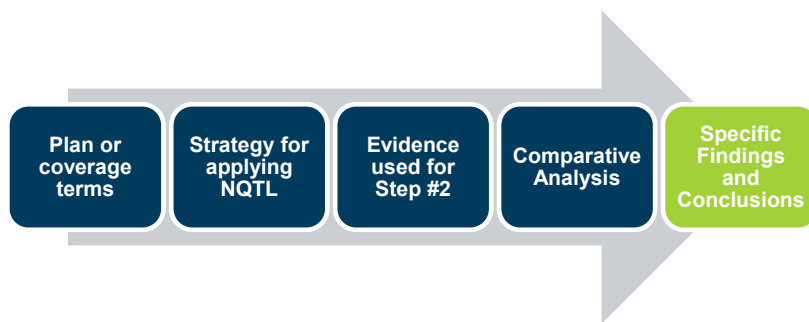 Plan or
coverage
terms
Strategy for
applying
NQTL
Evidence
used for
Step #2
Comparative
Analysis
Specific
Findings
and
Conclusions